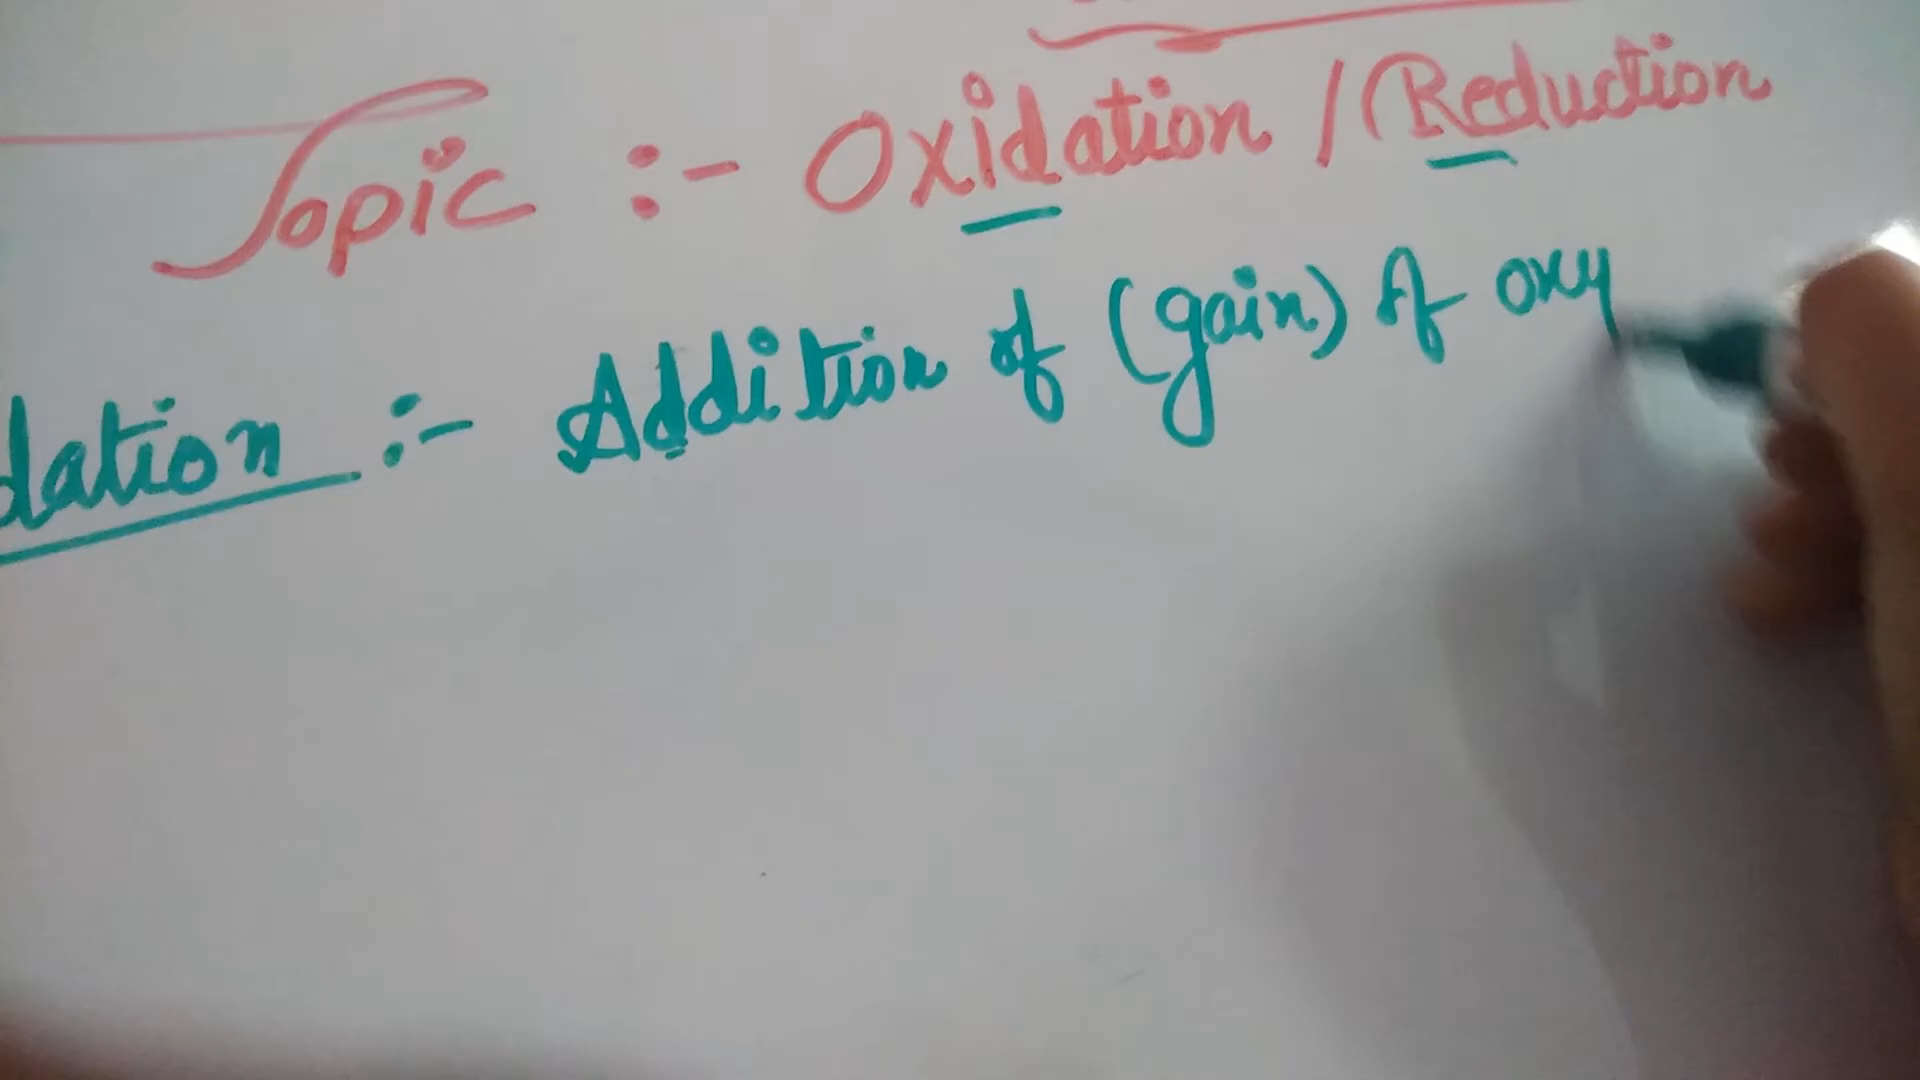 Topic :- Oxidation / Reduction
dation :- Addition of (gain) of oxy